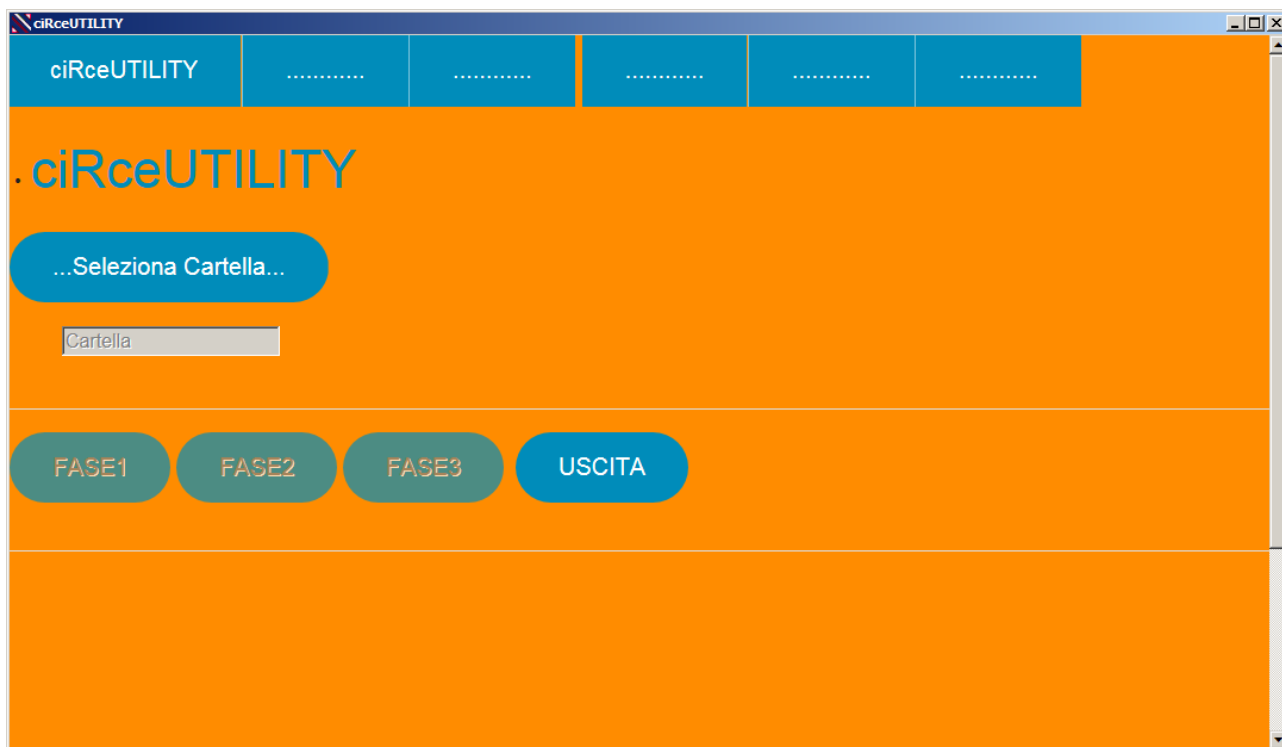 ciRceUTILITY
ciRceUTILITY ............ ............ ............ ............ ............
ciRceUTILITY
...Seleziona Cartella...
Cartella
FASE1 FASE2 FASE3 USCITA